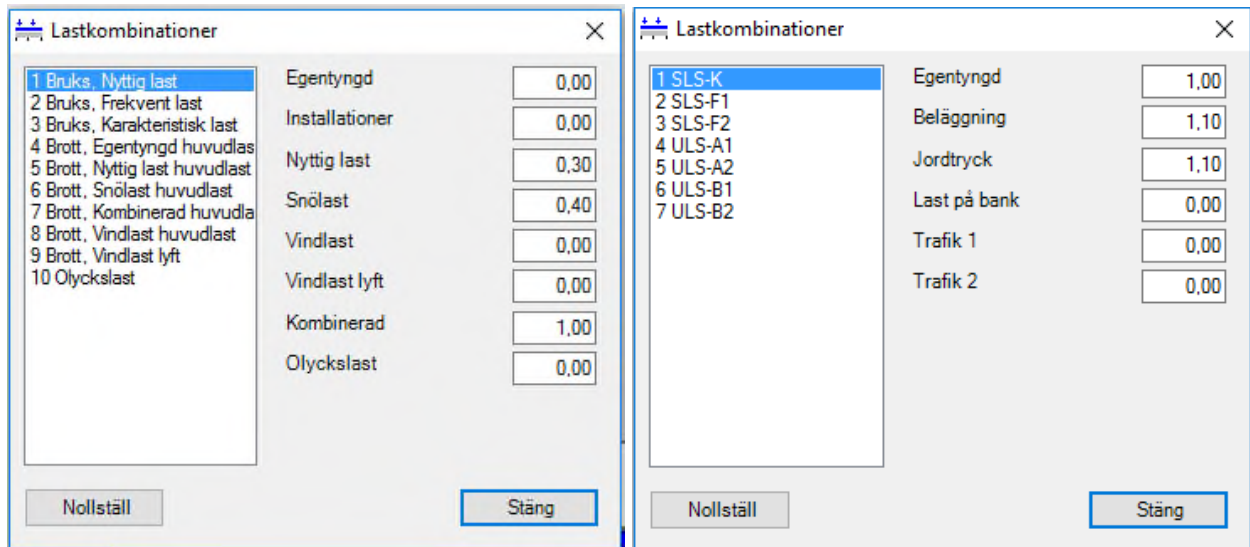 Lastkombinationer
1 Bruks, Nyttig last
2 Bruks, Frekvent last
3 Bruks, Karakteristisk last
4 Brott, Egentyngd huvudlas
5 Brott, Nyttig last huvudlast
6 Brott, Snölast huvudlast
7 Brott, Kombinerad huvudla
8 Brott, Vindlast huvudlast
9 Brott, Vindlast lyft
10 Olyckslast
Egentyngd 0,00
Installationer 0,00
Nyttig last 0,30
Snölast 0,40
Vindlast 0,00
Vindlast lyft 0,00
Kombinerad 1,00
Olyckslast 0,00
Nollställ Stäng
Lastkombinationer
1 SLS-K
2 SLS-F1
3 SLS-F2
4 ULS-A1
5 ULS-A2
6 ULS-B1
7 ULS-B2
Egentyngd 1,00
Beläggning 1,10
Jordtryck 1,10
Last på bank 0,00
Trafik 1 0,00
Trafik 2 0,00
Nollställ Stäng